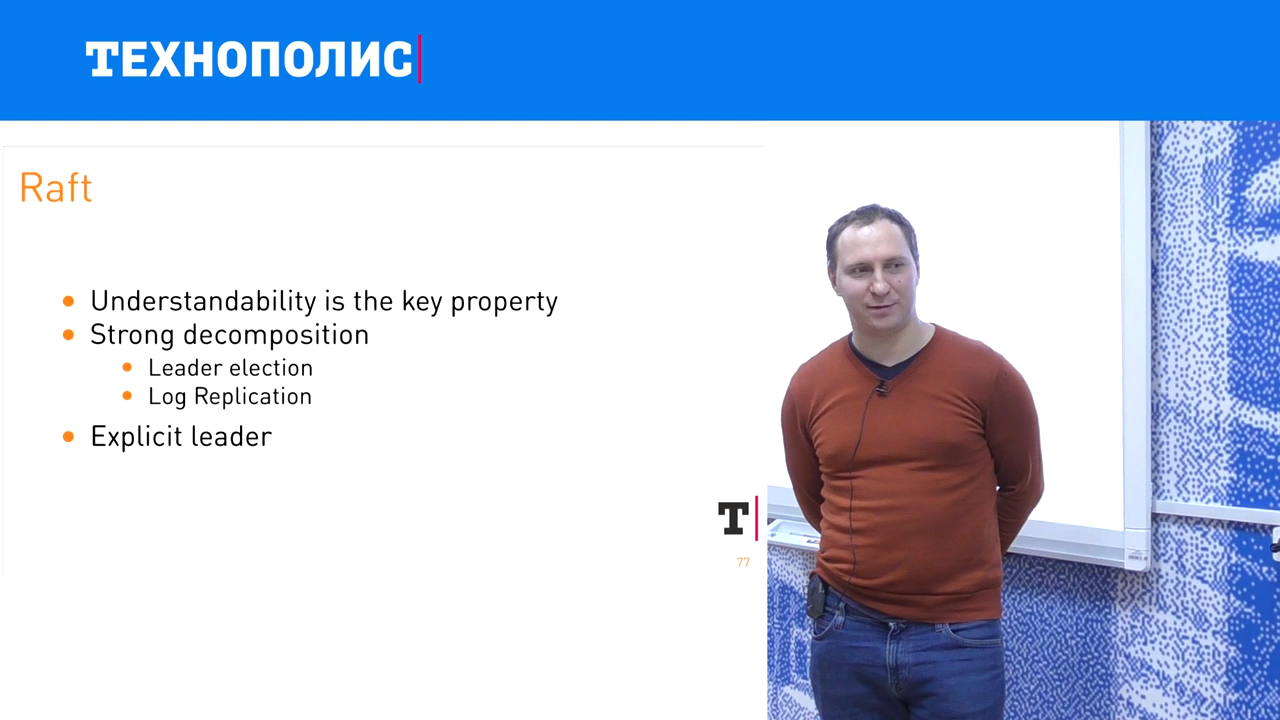 ТЕХНОПОЛИС
Raft
Understandability is the key property
Strong decomposition
Leader election
Log Replication
Explicit leader
Т
77